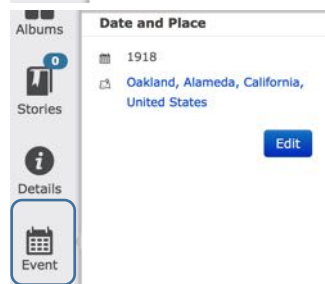 Albums
0
Stories
Details
Event
Date and Place
1918
Oakland, Alameda, California,
United States
Edit